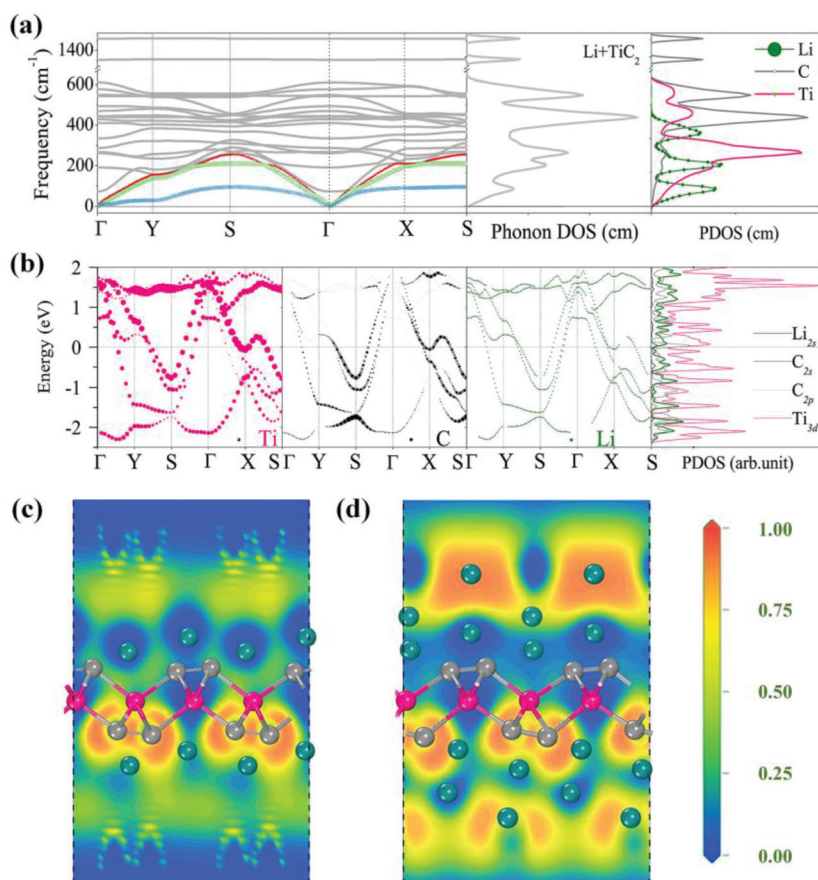 (a)
Frequency (cm⁻¹)
1400
600
400
200
0
Γ Y S Γ X S
Li+TiC₂
Phonon DOS (cm)
Li
C
Ti
PDOS (cm)
(b)
Energy (eV)
2
1
0
-1
-2
Γ Y S Γ X S
Ti
Γ Y S Γ X S
C
Γ Y S Γ X S
Li
Li₂ₛ
C₂ₛ
C₂ₚ
Ti₃d
PDOS (arb.unit)
(c)
(d)
1.00
0.75
0.50
0.25
0.00